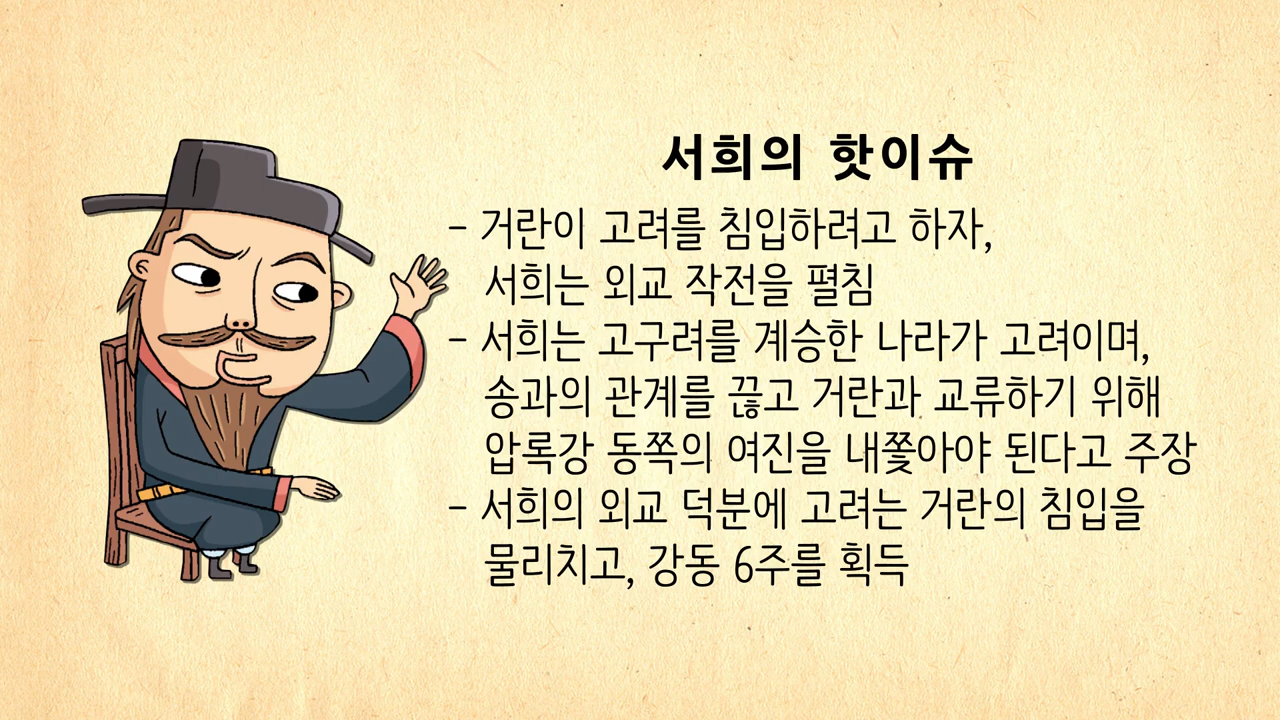 서희의 핫이슈
- 거란이 고려를 침입하려고 하자,
서희는 외교 작전을 펼침
- 서희는 고구려를 계승한 나라가 고려이며,
송과의 관계를 끊고 거란과 교류하기 위해
압록강 동쪽의 여진을 내쫓아야 된다고 주장
- 서희의 외교 덕분에 고려는 거란의 침입을
물리치고, 강동 6주를 획득